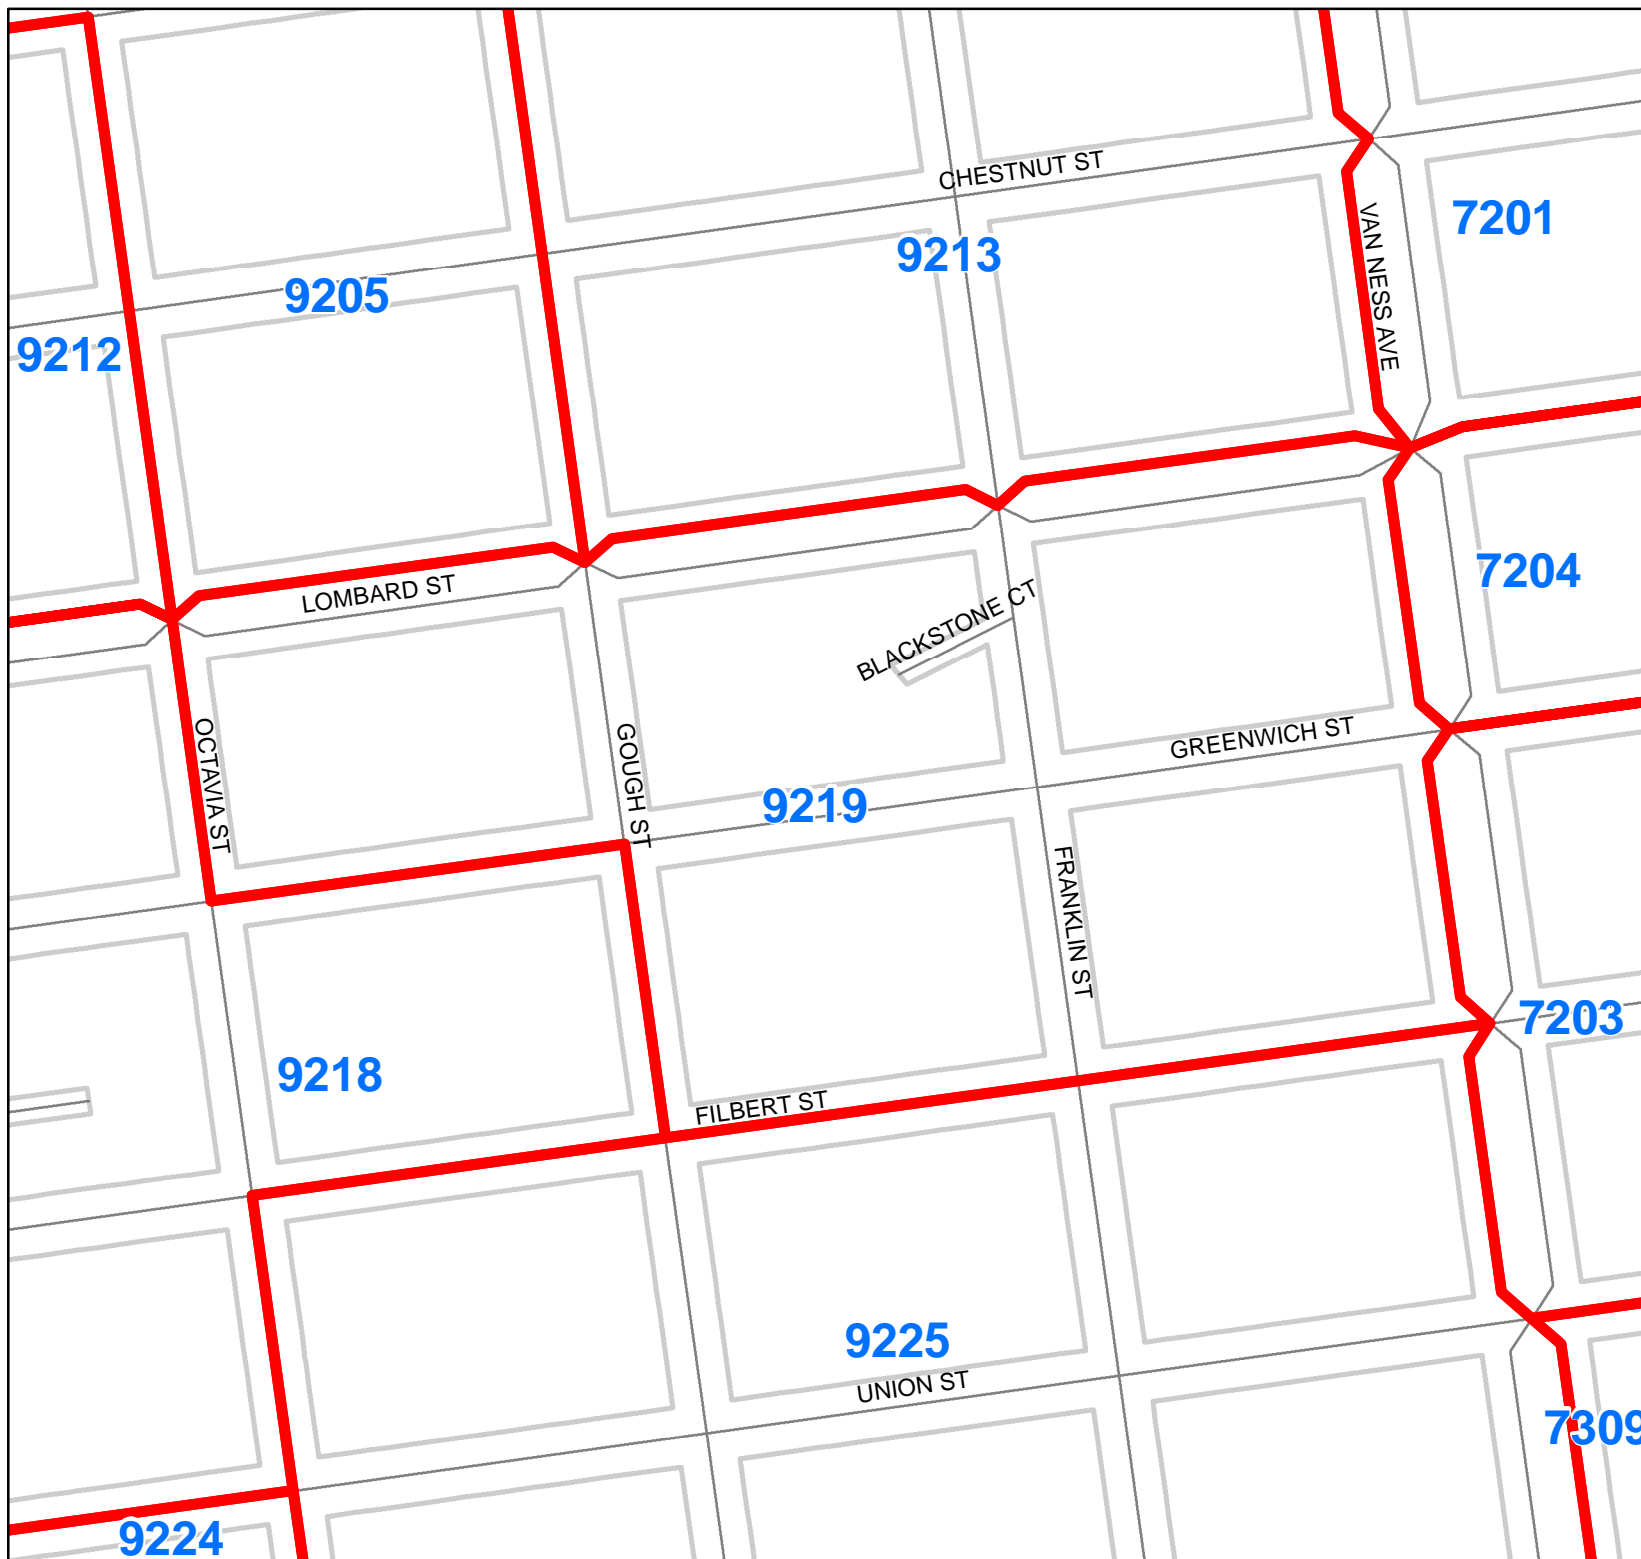 CHESTNUT ST
7201
VAN NESS AVE
9213
9205
9212
LOMBARD ST
7204
BLACKSTONE CT
OCTAVIA ST
GOUGH ST
GREENWICH ST
9219
FRANKLIN ST
7203
9218
FILBERT ST
9225
UNION ST
7309
9224